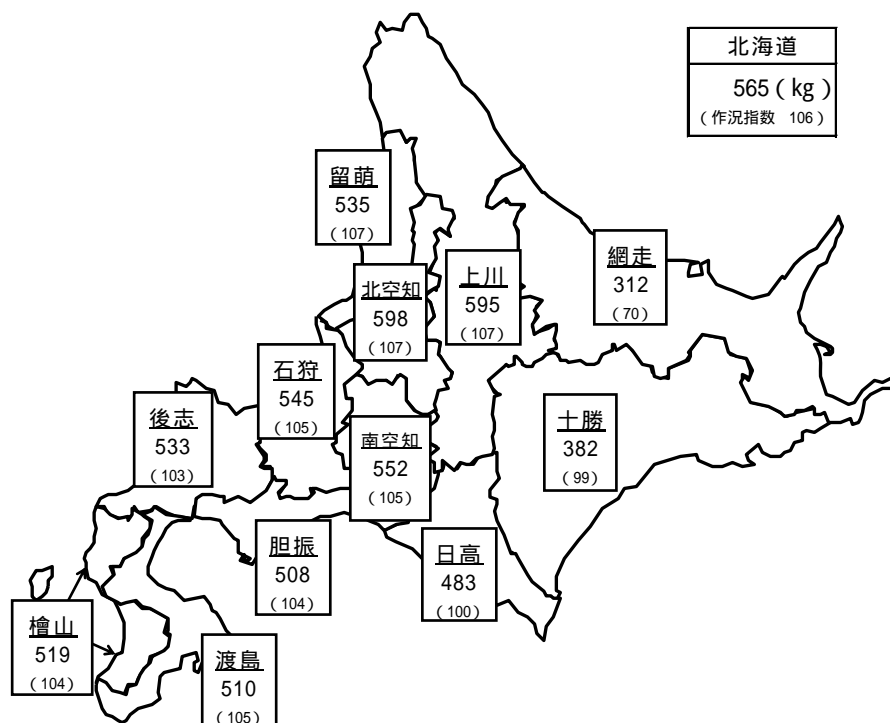 北海道
565(kg)
(作況指数 106)
留萌
535
(107)
北空知
598
(107)
上川
595
(107)
網走
312
(70)
石狩
545
(105)
後志
533
(103)
南空知
552
(105)
十勝
382
(99)
胆振
508
(104)
日高
483
(100)
檜山
519
(104)
渡島
510
(105)